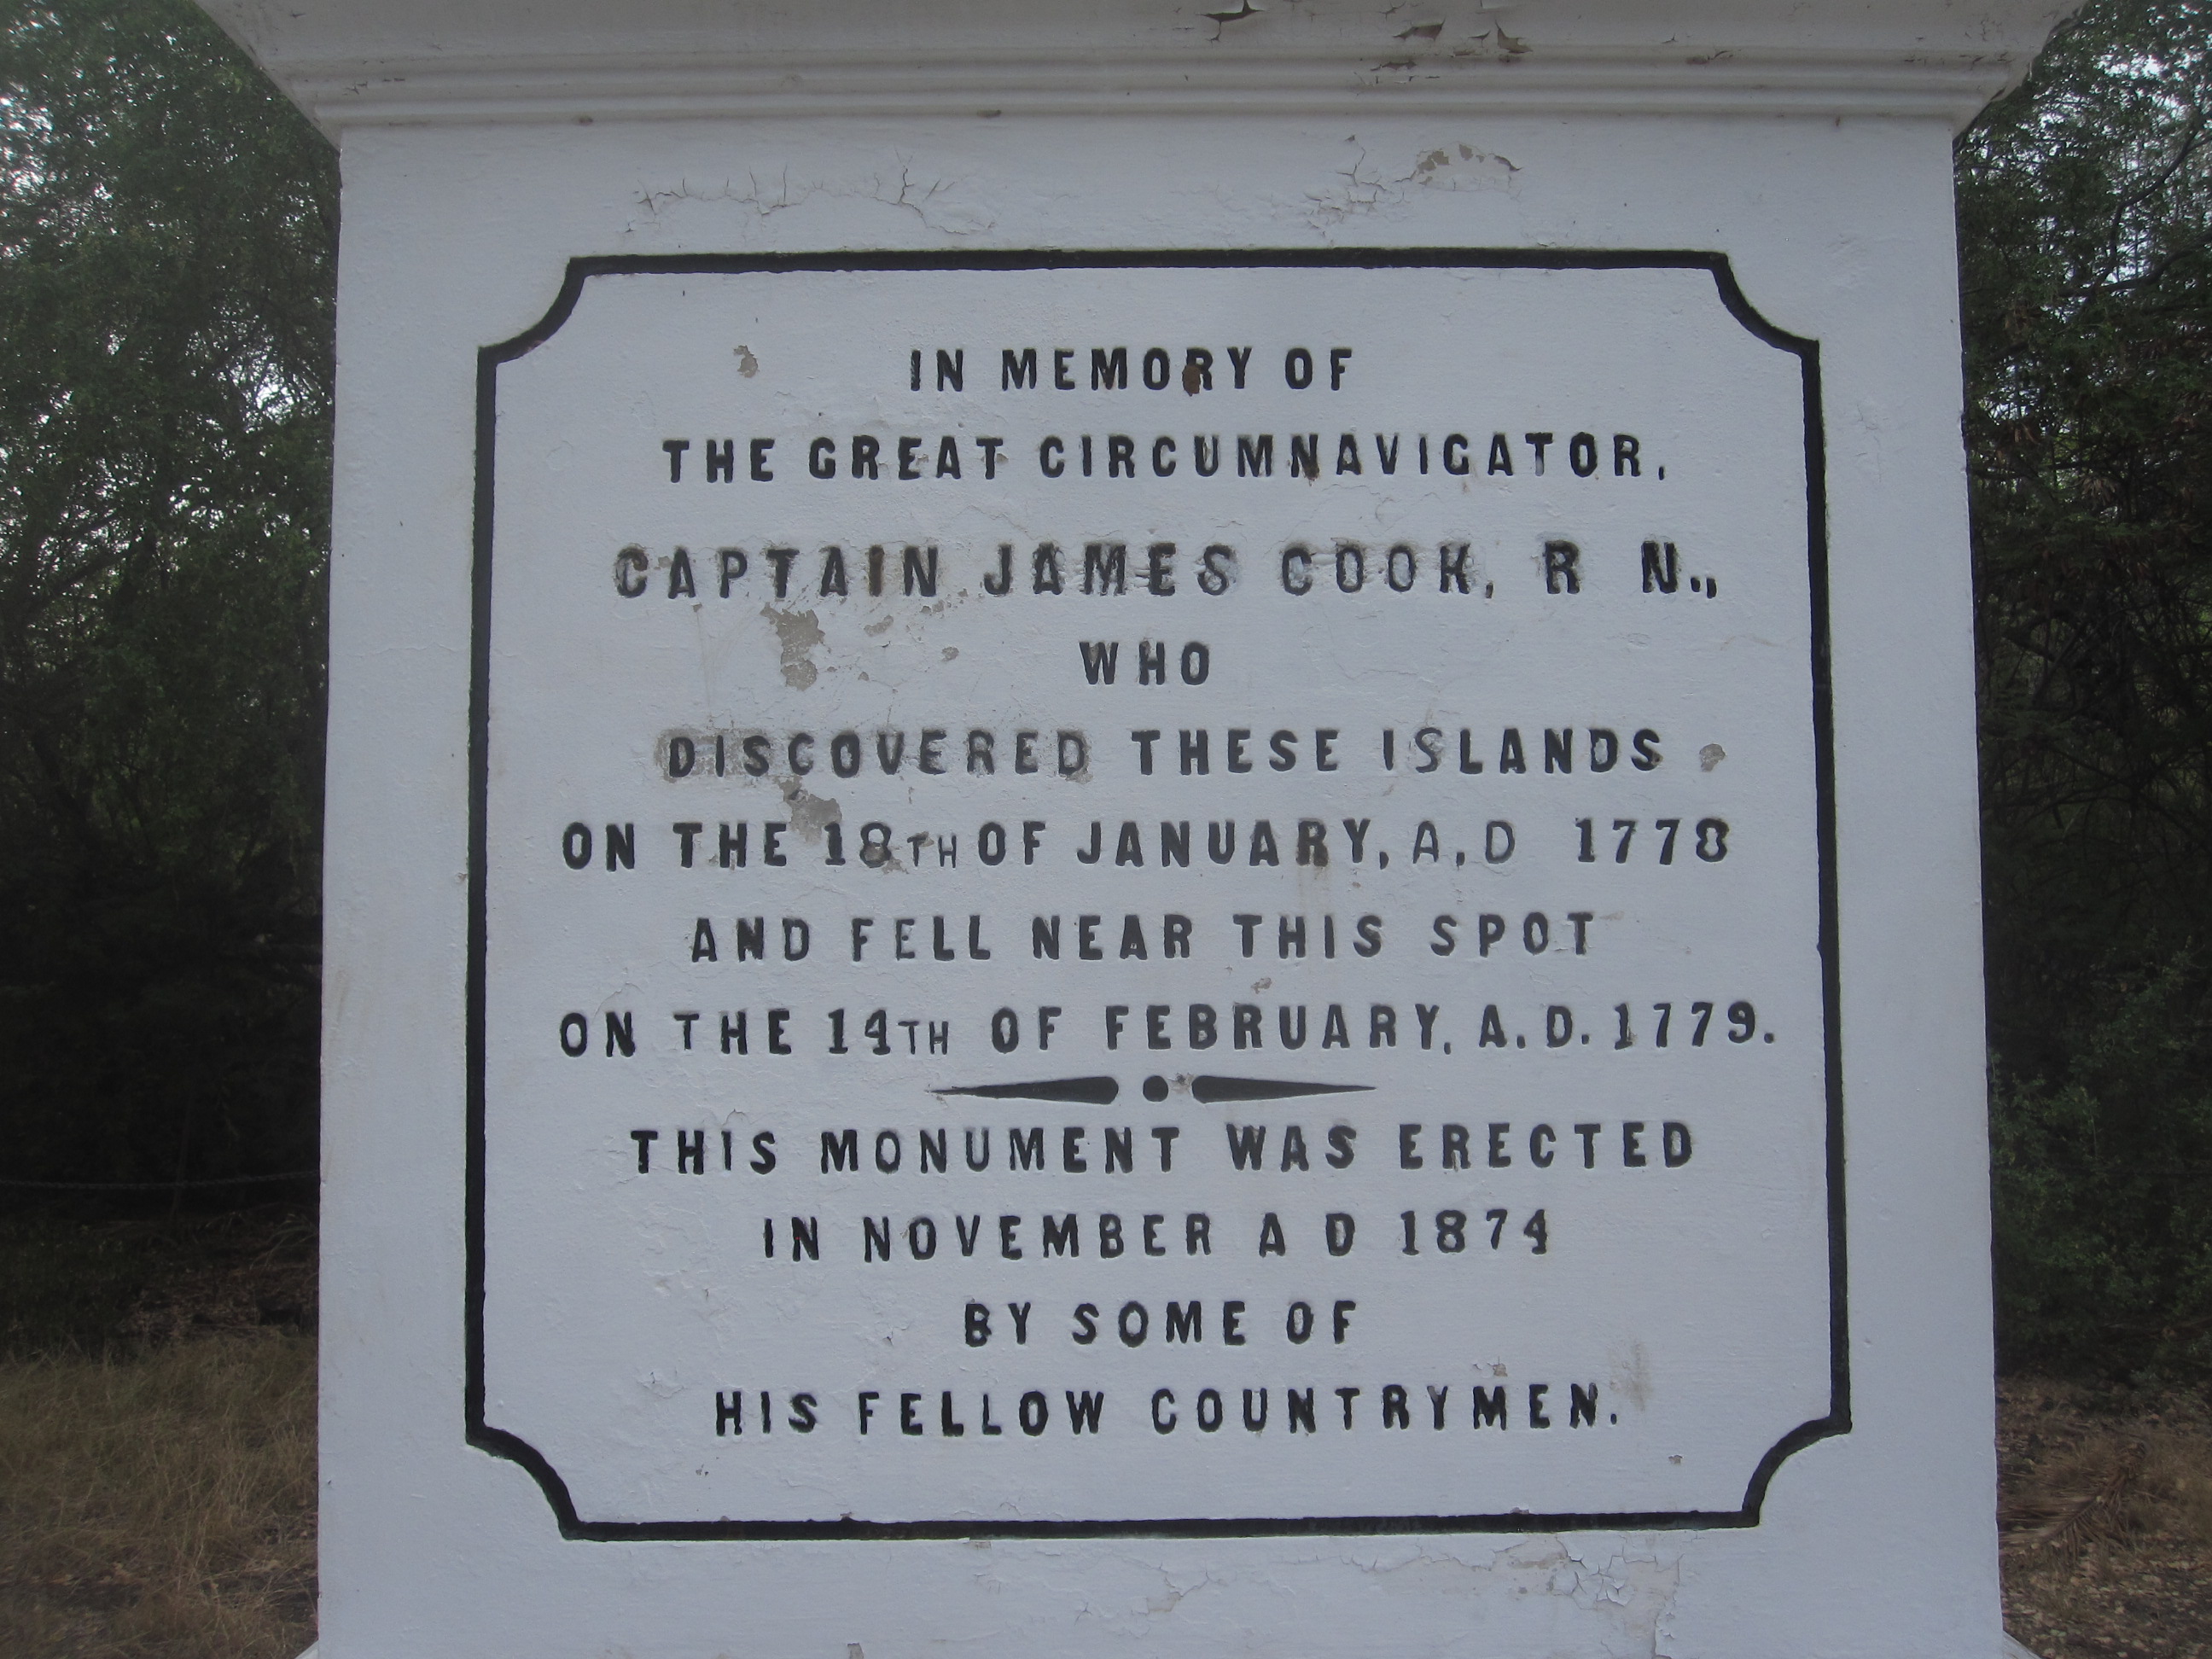 IN MEMORY OF
THE GREAT CIRCUMNAVIGATOR,
CAPTAIN JAMES COOK, R N.,
WHO
DISCOVERED THESE ISLANDS
ON THE 18TH OF JANUARY, A.D 1778
AND FELL NEAR THIS SPOT
ON THE 14TH OF FEBRUARY, A.D. 1779.
THIS MONUMENT WAS ERECTED
IN NOVEMBER A D 1874
BY SOME OF
HIS FELLOW COUNTRYMEN.